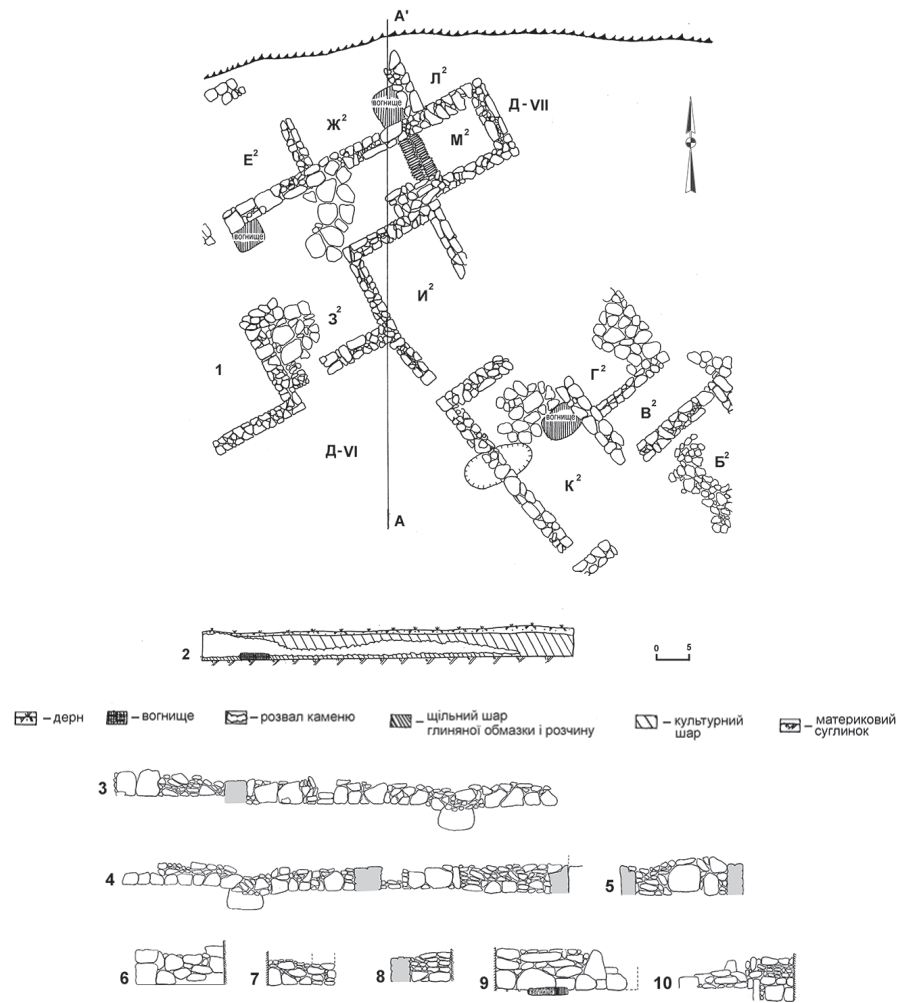 А'
Л²
вогнище
Д-VII
Ж²
М²
Е²
вогнище
И²
З²
1
Г²
вогнище
В²
Д-VI
Б²
К²
А
2
0 5
– дерн
– вогнище
– розвал каменю
– щільний шар
глиняної обмазки і розчину
– культурний
шар
– материковий
суглинок
3
4
5
6
7
8
9
10